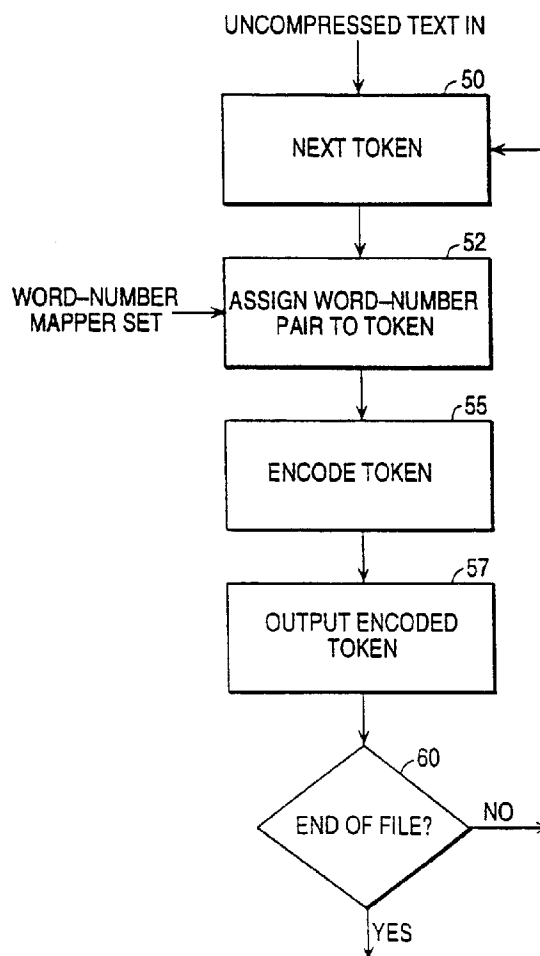 UNCOMPRESSED TEXT IN
50
NEXT TOKEN
52
WORD–NUMBER
MAPPER SET
ASSIGN WORD–NUMBER
PAIR TO TOKEN
55
ENCODE TOKEN
57
OUTPUT ENCODED
TOKEN
60
END OF FILE?
NO
YES